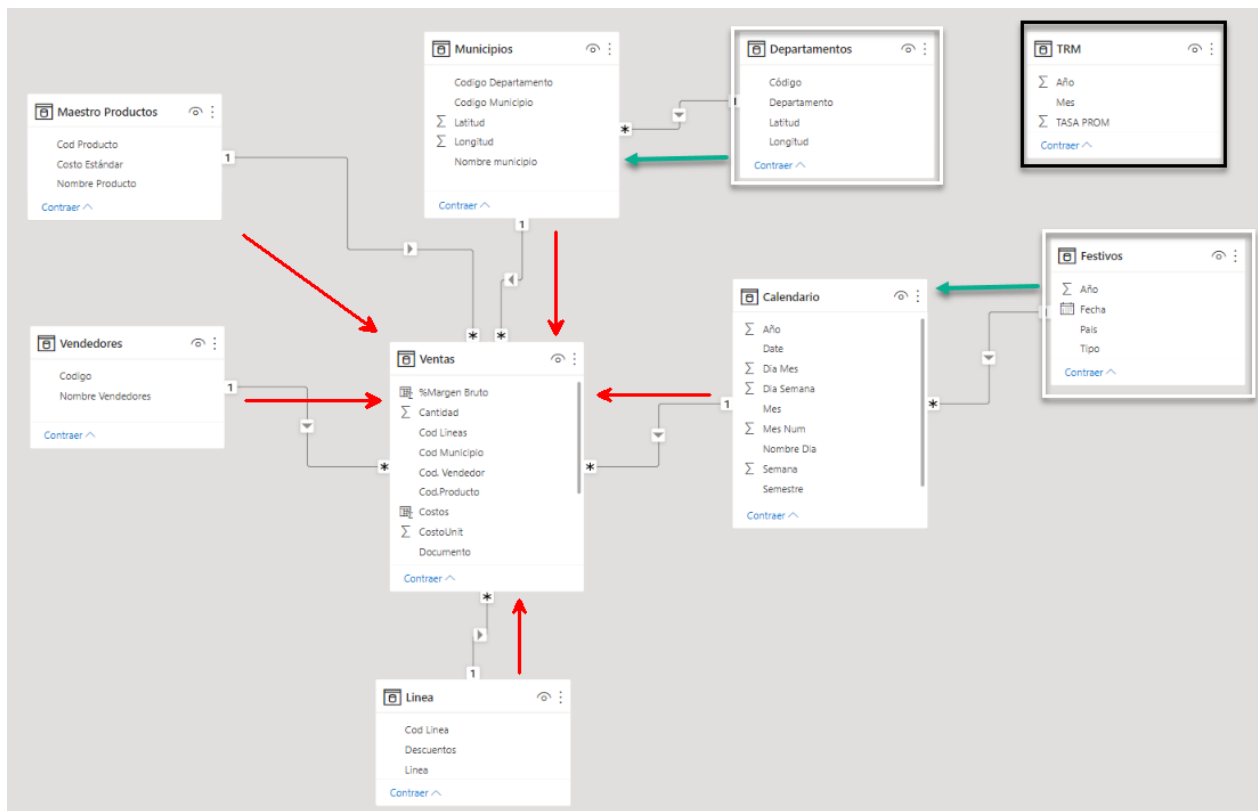 Maestro Productos
Cod Producto
Costo Estándar
Nombre Producto
Contraer
1
Municipios
Codigo Departamento
Codigo Municipio
Σ Latitud
Σ Longitud
Nombre municipio
Contraer
1
*
Departamentos
Código
Departamento
Latitud
Longitud
Contraer
TRM
Σ Año
Mes
Σ TASA PROM
Contraer
Vendedores
Codigo
Nombre Vendedores
Contraer
1
*
*
Ventas
%Margen Bruto
Σ Cantidad
Cod Lineas
Cod Municipio
Cod. Vendedor
Cod.Producto
Costos
Σ CostoUnit
Documento
Contraer
*
*
*
Calendario
Σ Año
Date
Σ Día Mes
Σ Dia Semana
Mes
Σ Mes Num
Nombre Dia
Σ Semana
Semestre
Contraer
1
*
Festivos
Σ Año
Fecha
Pais
Tipo
Contraer
1
Linea
Cod Linea
Descuentos
Linea
Contraer